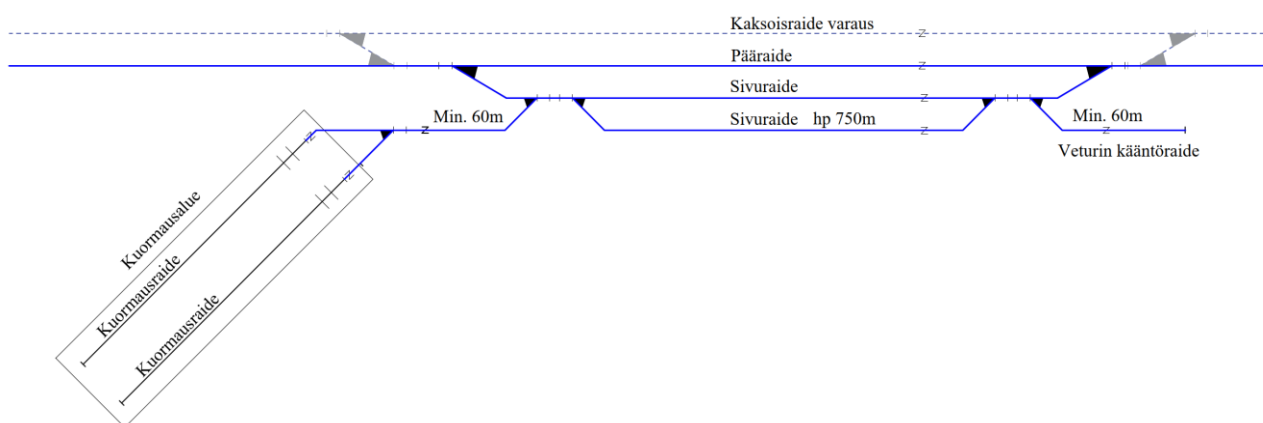 Kaksoisraide varaus
Pääraide
Sivuraide
Min. 60m
Sivuraide hp 750m
Min. 60m
Veturin kääntöraide
Kuormausalue
Kuormausraide
Kuormausraide